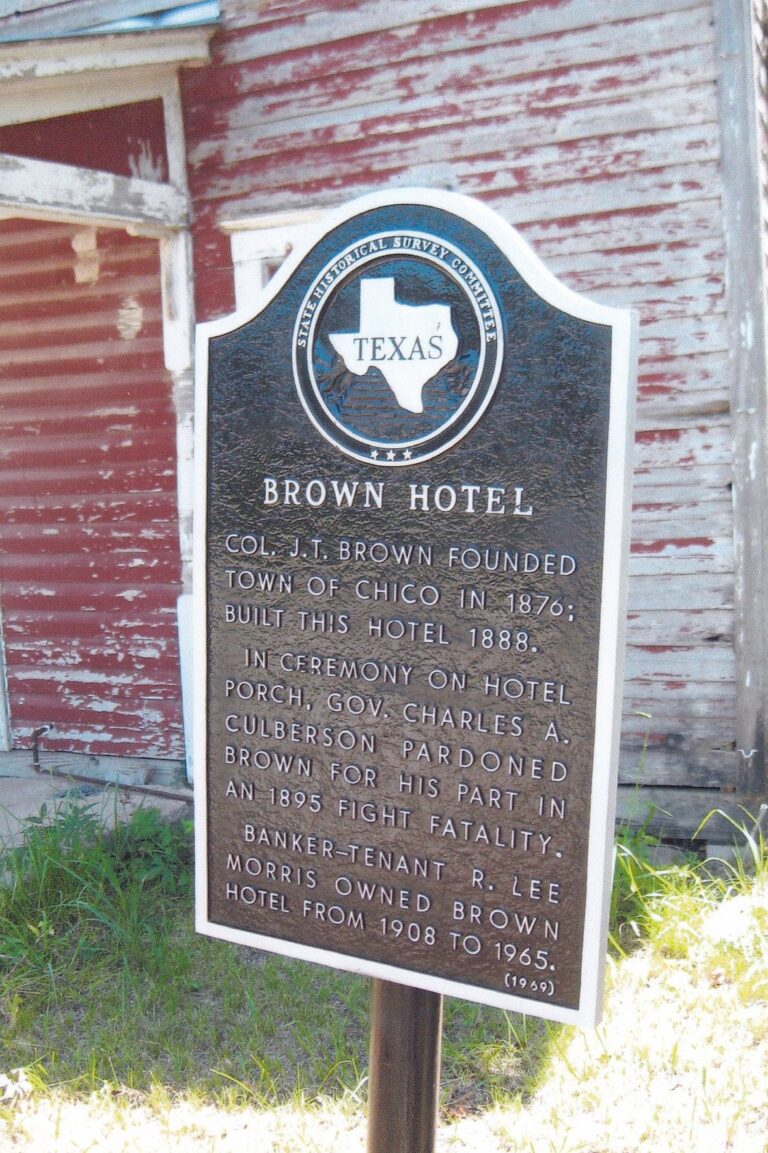 STATE HISTORICAL SURVEY COMMITTEE
TEXAS
BROWN HOTEL
COL. J.T. BROWN FOUNDED
TOWN OF CHICO IN 1876;
BUILT THIS HOTEL 1888.
IN CEREMONY ON HOTEL
PORCH, GOV. CHARLES A.
CULBERSON PARDONED
BROWN FOR HIS PART IN
AN 1895 FIGHT FATALITY.
BANKER–TENANT R. LEE
MORRIS OWNED BROWN
HOTEL FROM 1908 TO 1965.
(1969)